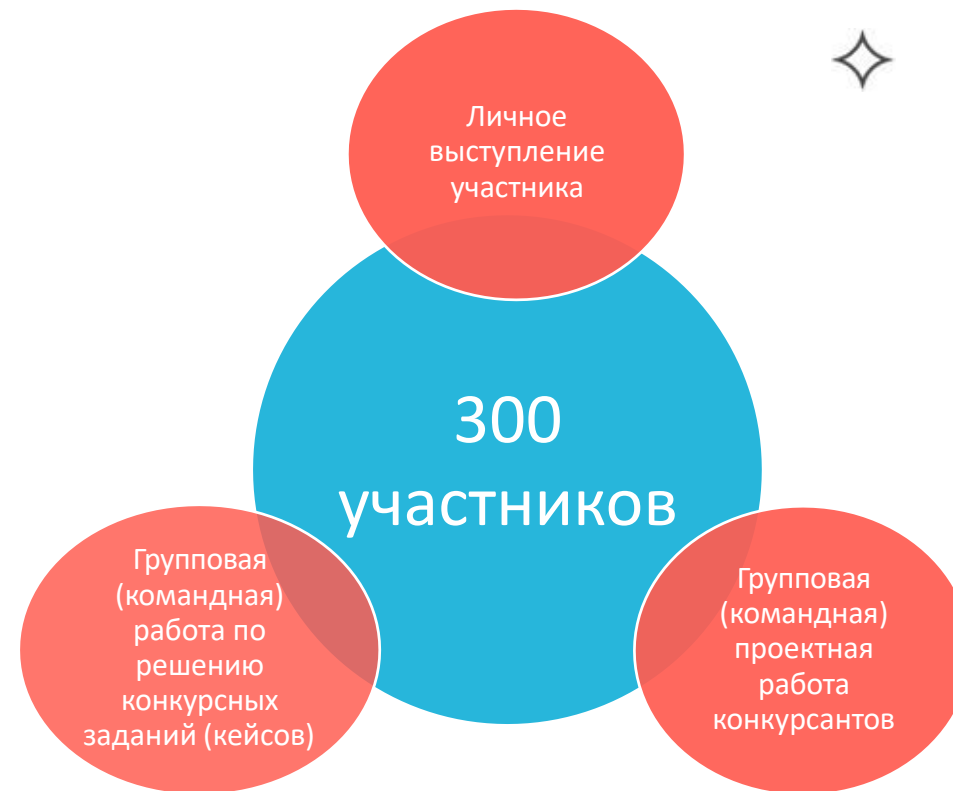 Личное
выступление
участника
300
участников
Групповая
(командная)
работа по
решению
конкурсных
заданий (кейсов)
Групповая
(командная)
проектная
работа
конкурсантов